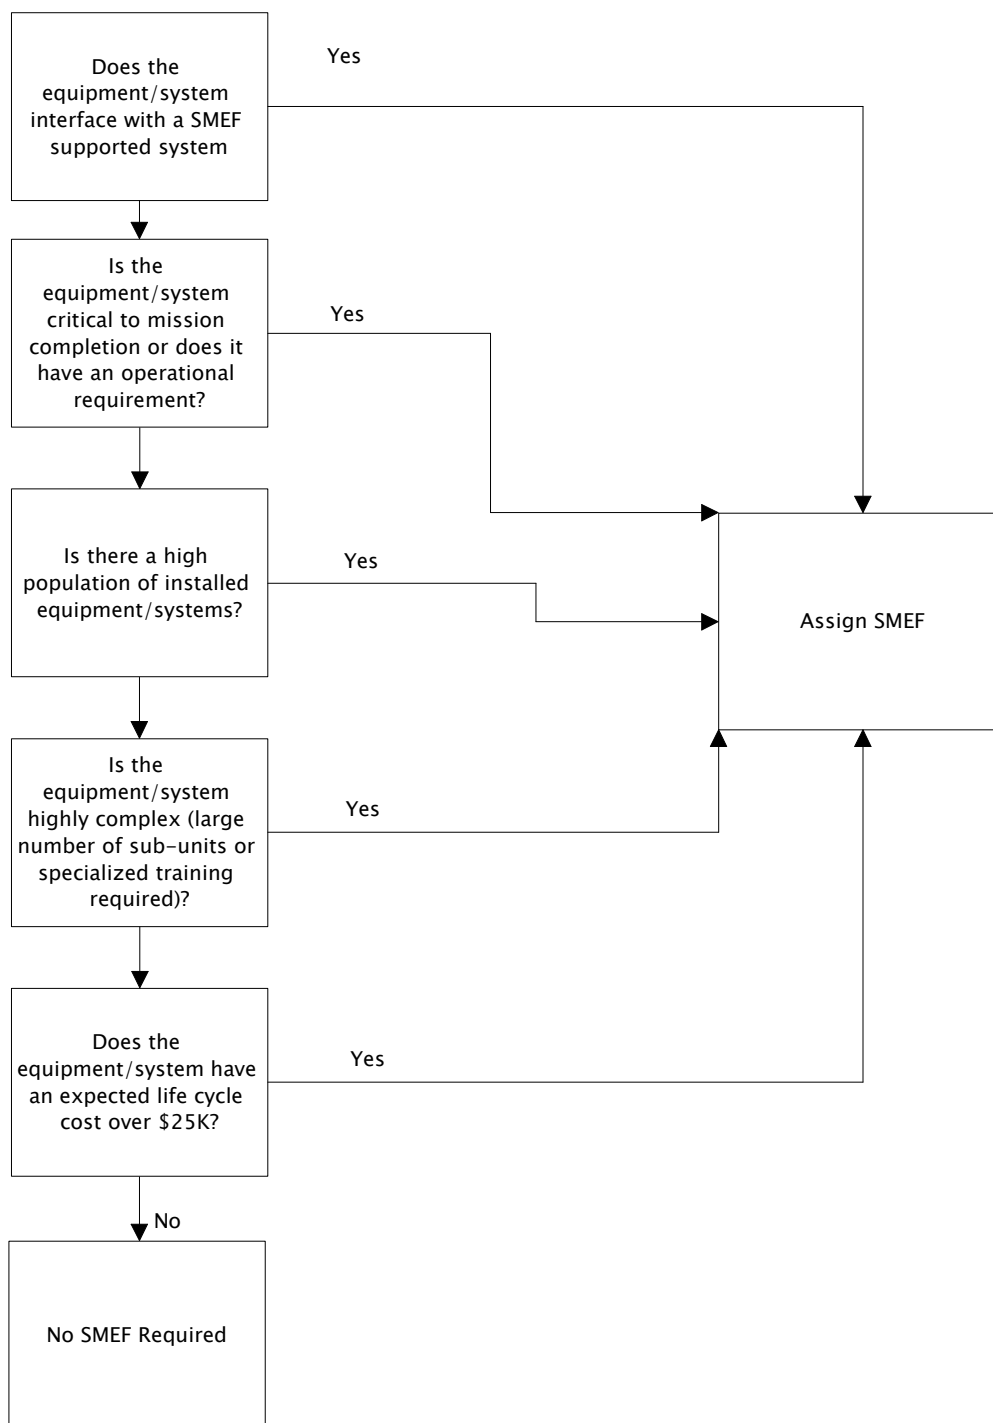 Does the
equipment/system
interface with a SMEF
supported system
Yes
Is the
equipment/system
critical to mission
completion or does it
have an operational
requirement?
Yes
Is there a high
population of installed
equipment/systems?
Yes
Assign SMEF
Is the
equipment/system
highly complex (large
number of sub-units or
specialized training
required)?
Yes
Does the
equipment/system have
an expected life cycle
cost over $25K?
Yes
No
No SMEF Required